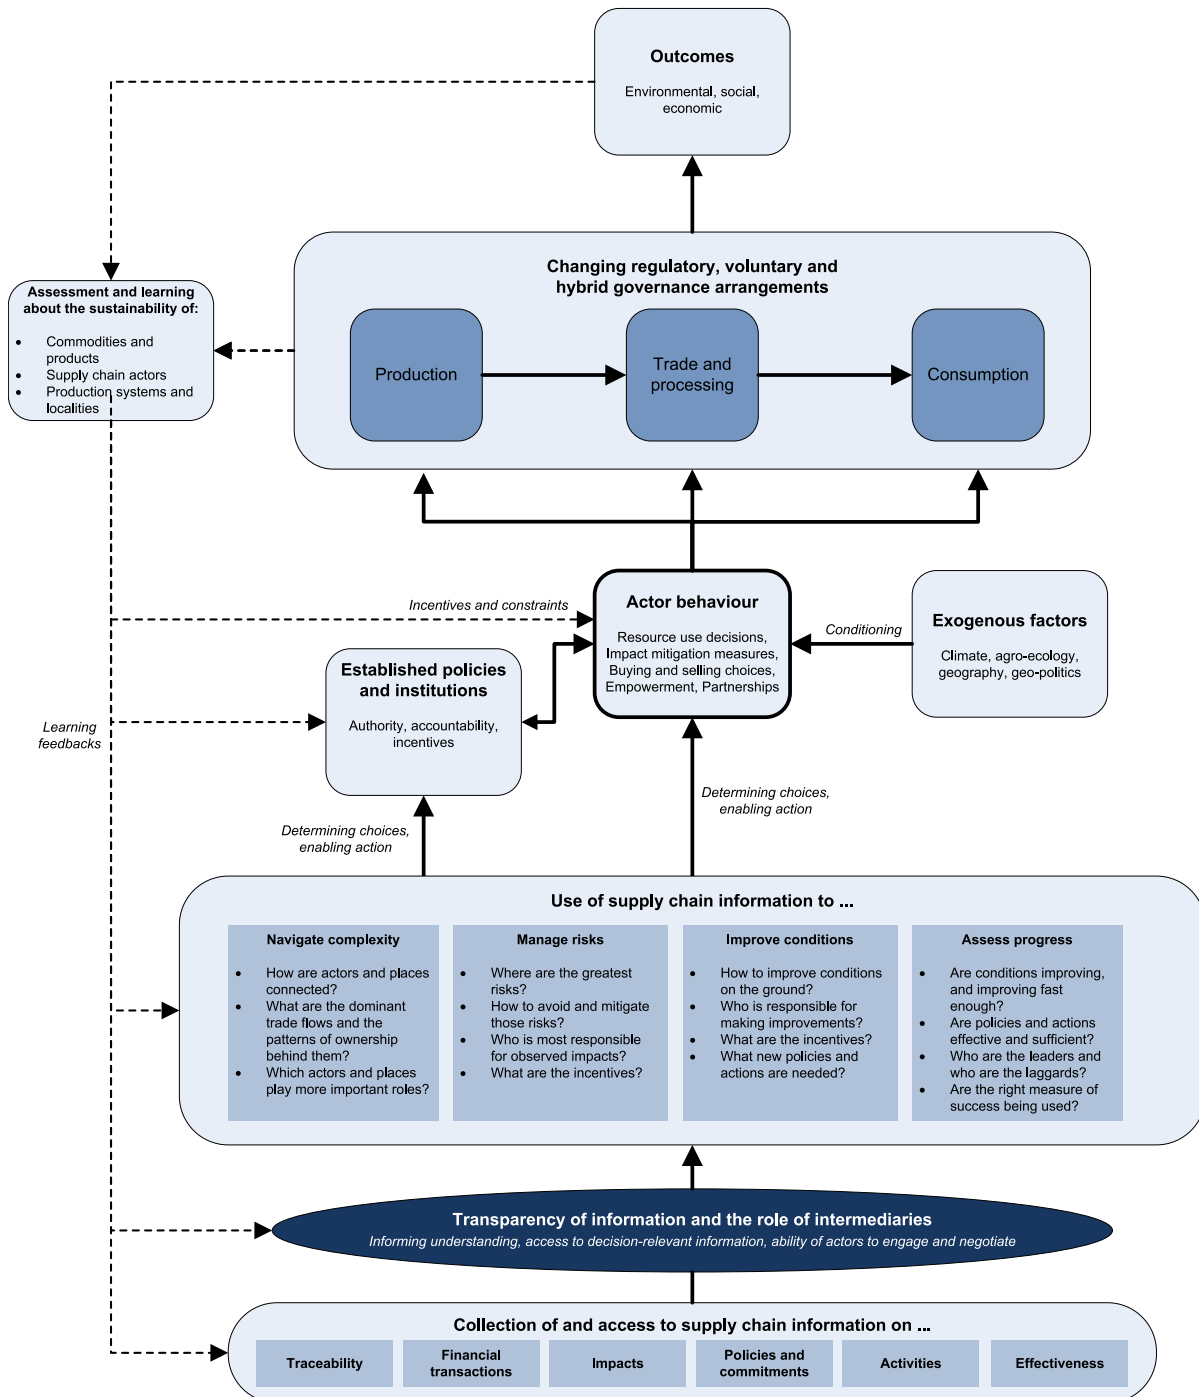 Outcomes
Environmental, social,
economic
Changing regulatory, voluntary and
hybrid governance arrangements
Production
Trade and
processing
Consumption
Assessment and learning
about the sustainability of:
• Commodities and
products
• Supply chain actors
• Production systems and
localities
Incentives and constraints
Actor behaviour
Resource use decisions,
Impact mitigation measures,
Buying and selling choices,
Empowerment, Partnerships
Conditioning
Exogenous factors
Climate, agro-ecology,
geography, geo-politics
Established policies
and institutions
Authority, accountability,
incentives
Learning
feedbacks
Determining choices,
enabling action
Determining choices,
enabling action
Use of supply chain information to ...
Navigate complexity
• How are actors and places
connected?
• What are the dominant
trade flows and the
patterns of ownership
behind them?
• Which actors and places
play more important roles?
Manage risks
• Where are the greatest
risks?
• How to avoid and mitigate
those risks?
• Who is most responsible
for observed impacts?
• What are the incentives?
Improve conditions
• How to improve conditions
on the ground?
• Who is responsible for
making improvements?
• What are the incentives?
• What new policies and
actions are needed?
Assess progress
• Are conditions improving,
and improving fast
enough?
• Are policies and actions
effective and sufficient?
• Who are the leaders and
who are the laggards?
• Are the right measure of
success being used?
Transparency of information and the role of intermediaries
Informing understanding, access to decision-relevant information, ability of actors to engage and negotiate
Collection of and access to supply chain information on ...
Traceability
Financial
transactions
Impacts
Policies and
commitments
Activities
Effectiveness